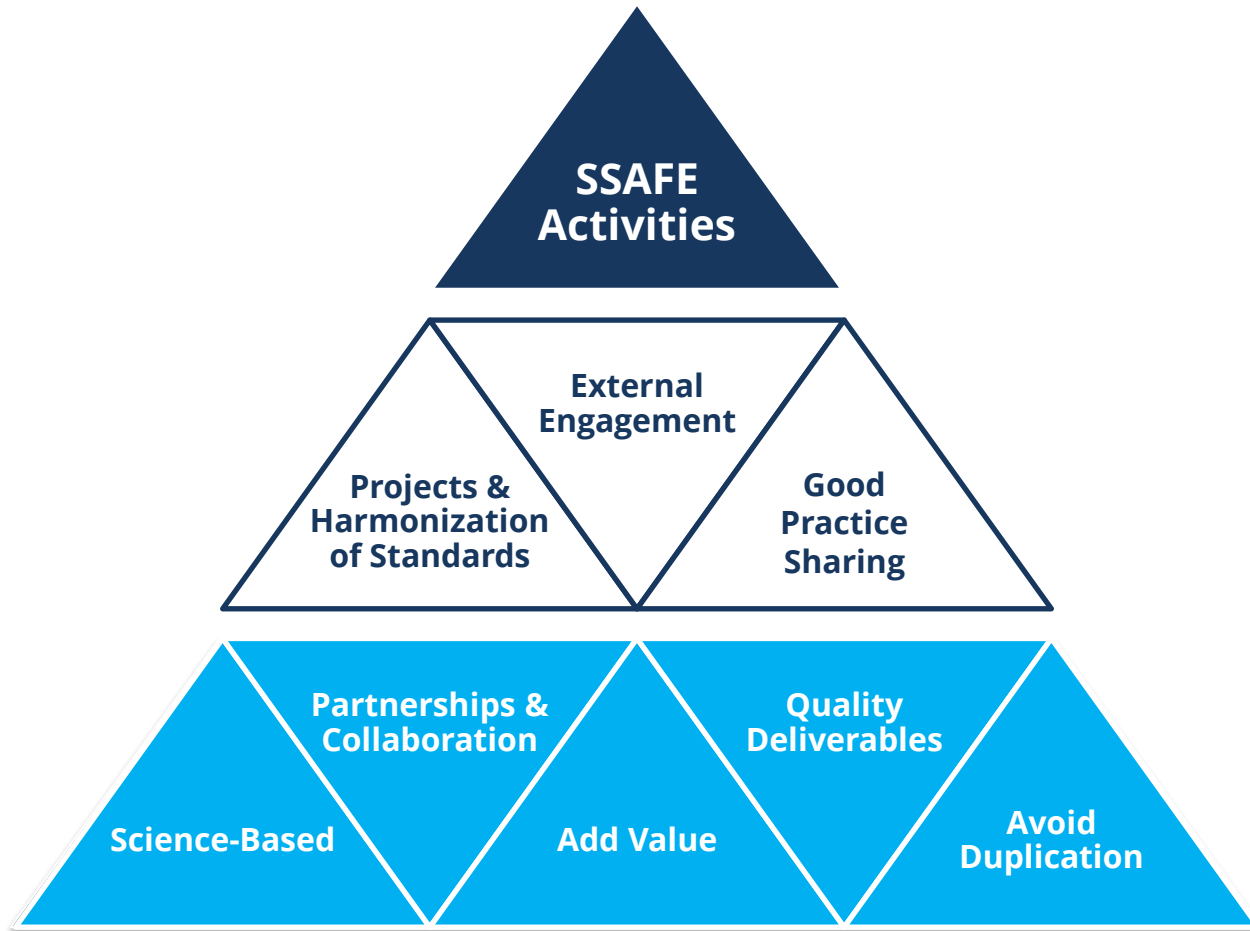 SSAFE
Activities
External
Engagement
Projects &
Harmonization
of Standards
Good
Practice
Sharing
Partnerships &
Collaboration
Quality
Deliverables
Science-Based
Add Value
Avoid
Duplication